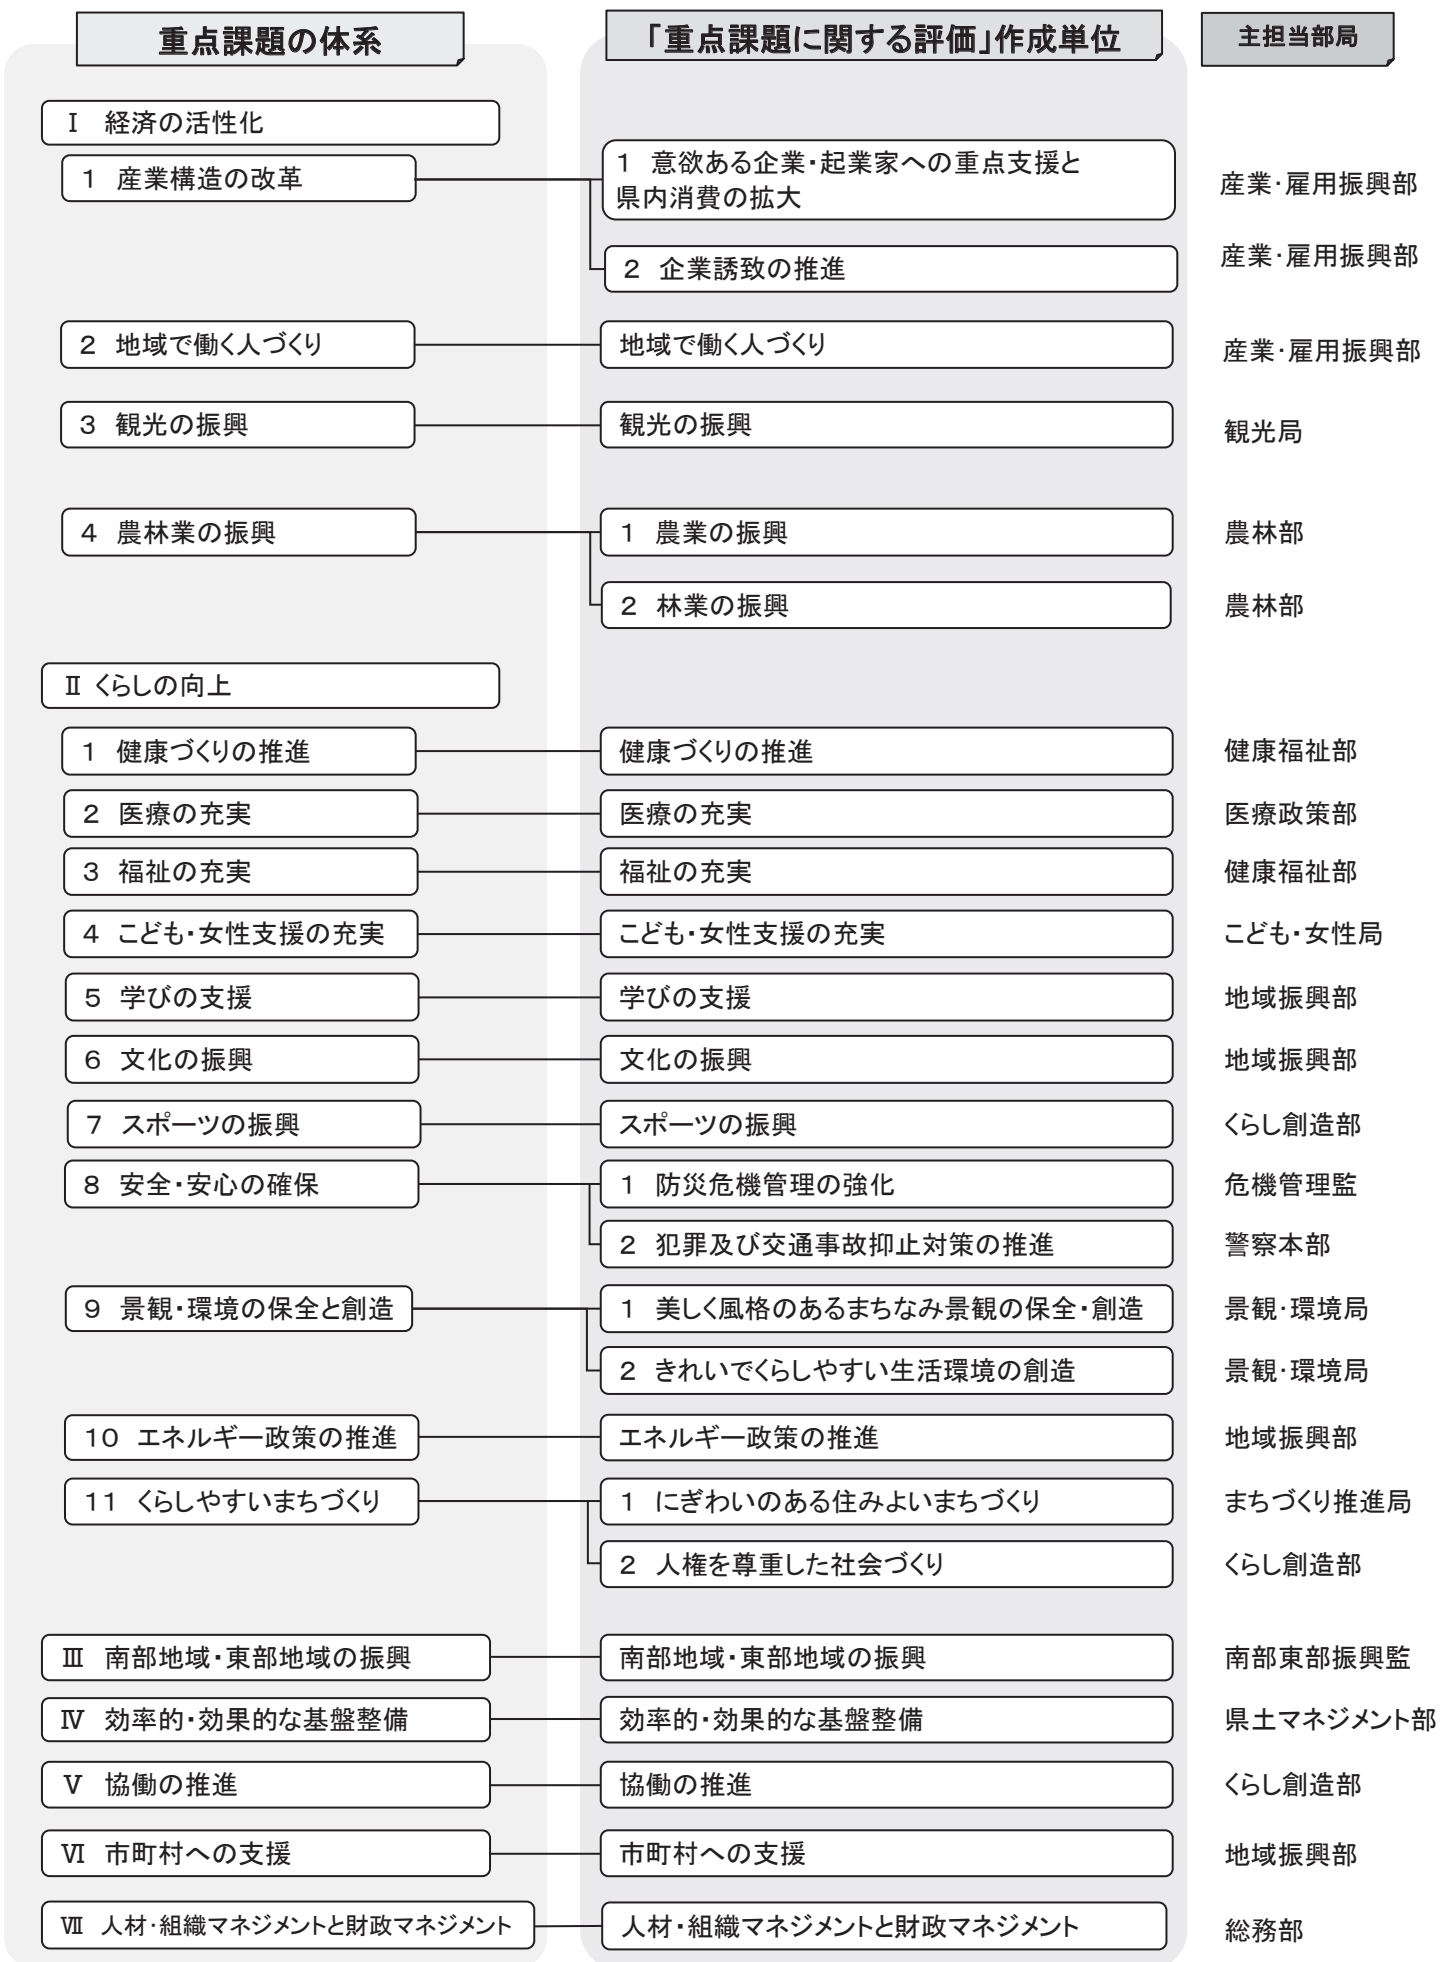 重点課題の体系
「重点課題に関する評価」作成単位
主担当部局
Ⅰ 経済の活性化
1 産業構造の改革
1 意欲ある企業・起業家への重点支援と
県内消費の拡大
産業・雇用振興部
2 企業誘致の推進
産業・雇用振興部
2 地域で働く人づくり
地域で働く人づくり
産業・雇用振興部
3 観光の振興
観光の振興
観光局
4 農林業の振興
1 農業の振興
農林部
2 林業の振興
農林部
Ⅱ くらしの向上
1 健康づくりの推進
健康づくりの推進
健康福祉部
2 医療の充実
医療の充実
医療政策部
3 福祉の充実
福祉の充実
健康福祉部
4 こども・女性支援の充実
こども・女性支援の充実
こども・女性局
5 学びの支援
学びの支援
地域振興部
6 文化の振興
文化の振興
地域振興部
7 スポーツの振興
スポーツの振興
くらし創造部
8 安全・安心の確保
1 防災危機管理の強化
危機管理監
2 犯罪及び交通事故抑止対策の推進
警察本部
9 景観・環境の保全と創造
1 美しく風格のあるまちなみ景観の保全・創造
景観・環境局
2 きれいでくらしやすい生活環境の創造
景観・環境局
10 エネルギー政策の推進
エネルギー政策の推進
地域振興部
11 くらしやすいまちづくり
1 にぎわいのある住みよいまちづくり
まちづくり推進局
2 人権を尊重した社会づくり
くらし創造部
Ⅲ 南部地域・東部地域の振興
南部地域・東部地域の振興
南部東部振興監
Ⅳ 効率的・効果的な基盤整備
効率的・効果的な基盤整備
県土マネジメント部
Ⅴ 協働の推進
協働の推進
くらし創造部
Ⅵ 市町村への支援
市町村への支援
地域振興部
Ⅶ 人材・組織マネジメントと財政マネジメント
人材・組織マネジメントと財政マネジメント
総務部